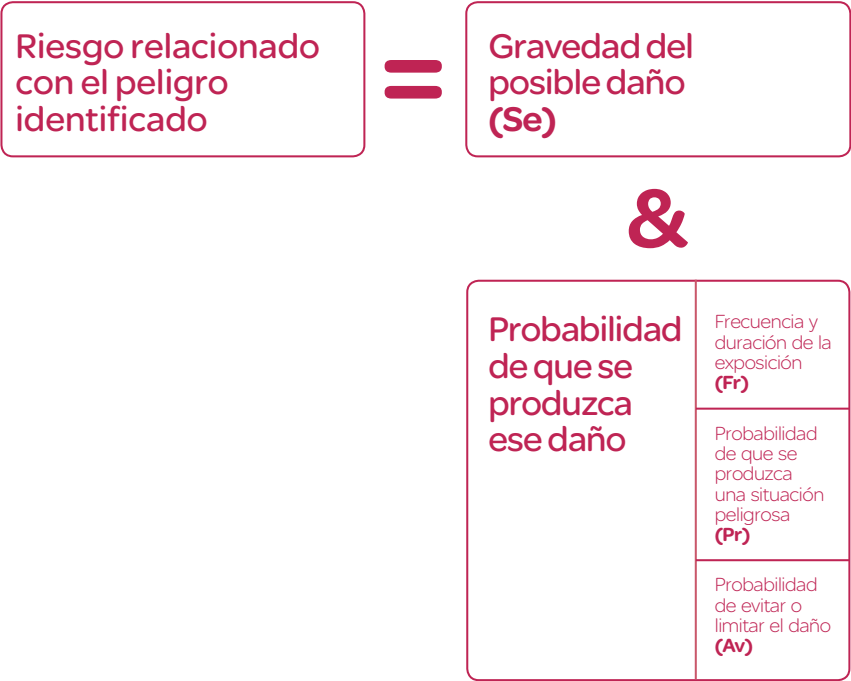 Riesgo relacionado
con el peligro
identificado
=
Gravedad del
posible daño
(Se)
&
Probabilidad
de que se
produzca
ese daño
Frecuencia y
duración de la
exposición
(Fr)
Probabilidad
de que se
produzca
una situación
peligrosa
(Pr)
Probabilidad
de evitar o
limitar el daño
(Av)